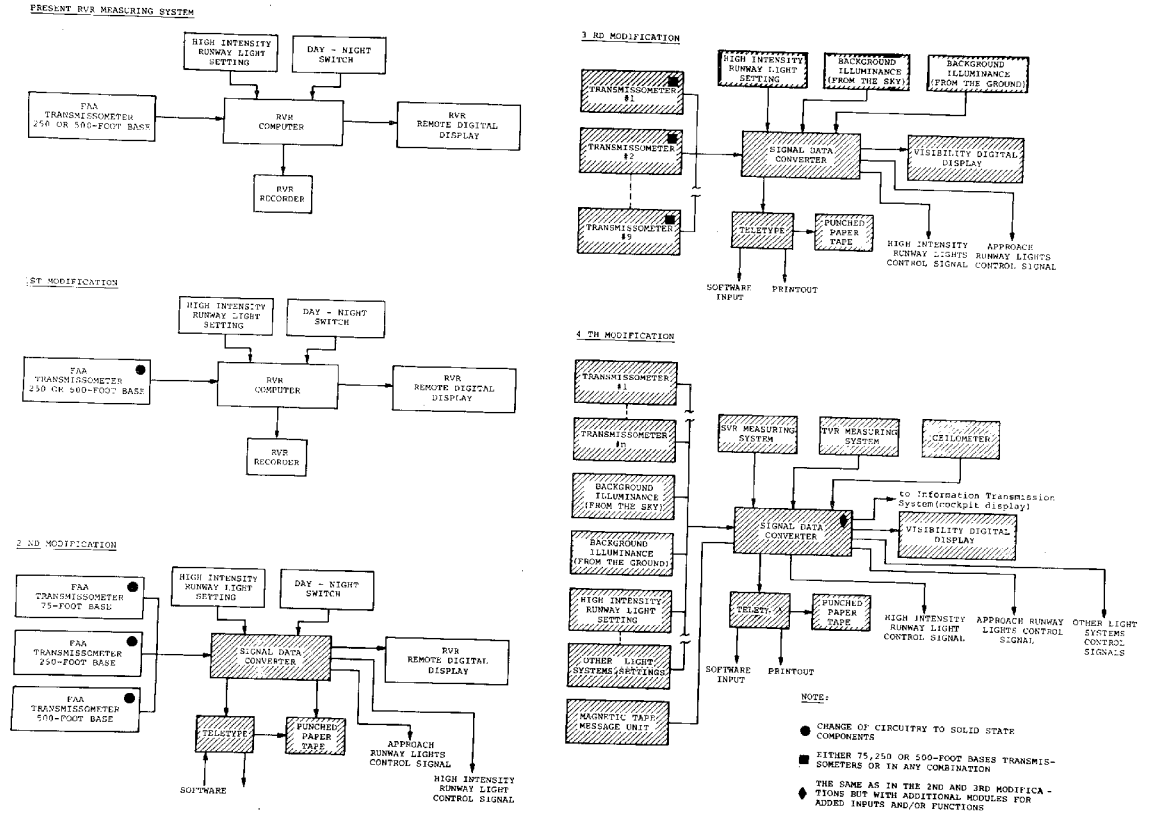 PRESENT RVR MEASURING SYSTEM
HIGH INTENSITY
RUNWAY LIGHT
SETTING
DAY - NIGHT
SWITCH
FAA
TRANSMISSOMETER
250 OR 500-FOOT BASE
RVR
COMPUTER
RVR
REMOTE DIGITAL
DISPLAY
RVR
RECORDER
1ST MODIFICATION
HIGH INTENSITY
RUNWAY LIGHT
SETTING
DAY - NIGHT
SWITCH
FAA
TRANSMISSOMETER
250 OR 500-FOOT BASE
RVR
COMPUTER
RVR
REMOTE DIGITAL
DISPLAY
RVR
RECORDER
2 ND MODIFICATION
FAA
TRANSMISSOMETER
75-FOOT BASE
FAA
TRANSMISSOMETER
250-FOOT BASE
FAA
TRANSMISSOMETER
500-FOOT BASE
HIGH INTENSITY
RUNWAY LIGHT
SETTING
DAY - NIGHT
SWITCH
SIGNAL DATA
CONVERTER
RVR
REMOTE DIGITAL
DISPLAY
TELETYPE
PUNCHED
PAPER
TAPE
SOFTWARE
APPROACH
RUNWAY LIGHTS
CONTROL SIGNAL
HIGH INTENSITY
RUNWAY LIGHT
CONTROL SIGNAL
3 RD MODIFICATION
TRANSMISSOMETER
#1
TRANSMISSOMETER
#2
TRANSMISSOMETER
#9
HIGH INTENSITY
RUNWAY LIGHT
SETTING
BACKGROUND
ILLUMINANCE
(FROM THE SKY)
BACKGROUND
ILLUMINANCE
(FROM THE GROUND)
SIGNAL DATA
CONVERTER
VISIBILITY DIGITAL
DISPLAY
TELETYPE
PUNCHED
PAPER
TAPE
SOFTWARE
INPUT
PRINTOUT
HIGH INTENSITY
RUNWAY LIGHTS
CONTROL SIGNAL
APPROACH
RUNWAY LIGHTS
CONTROL SIGNAL
4 TH MODIFICATION
TRANSMISSOMETER
#1
TRANSMISSOMETER
#n
BACKGROUND
ILLUMINANCE
(FROM THE SKY)
BACKGROUND
ILLUMINANCE
(FROM THE GROUND)
HIGH INTENSITY
RUNWAY LIGHT
SETTING
OTHER LIGHT
SYSTEMS, SETTINGS
MAGNETIC TAPE
MESSAGE UNIT
SVR MEASURING
SYSTEM
TVR MEASURING
SYSTEM
CEILOMETER
SIGNAL DATA
CONVERTER
to Information Transmission
System(cockpit display)
VISIBILITY DIGITAL
DISPLAY
TELETYPE
PUNCHED
PAPER
TAPE
SOFTWARE
INPUT
PRINTOUT
HIGH INTENSITY
RUNWAY LIGHT
CONTROL SIGNAL
APPROACH RUNWAY
LIGHTS CONTROL
SIGNAL
OTHER LIGHT
SYSTEMS
CONTROL
SIGNALS
NOTE:
CHANGE OF CIRCUITRY TO SOLID STATE
COMPONENTS
EITHER 75,250 OR 500-FOOT BASES TRANSMIS-
SOMETERS OR IN ANY COMBINATION
THE SAME AS IN THE 2ND AND 3RD MODIFICA-
TIONS BUT WITH ADDITIONAL MODULES FOR
ADDED INPUTS AND/OR FUNCTIONS